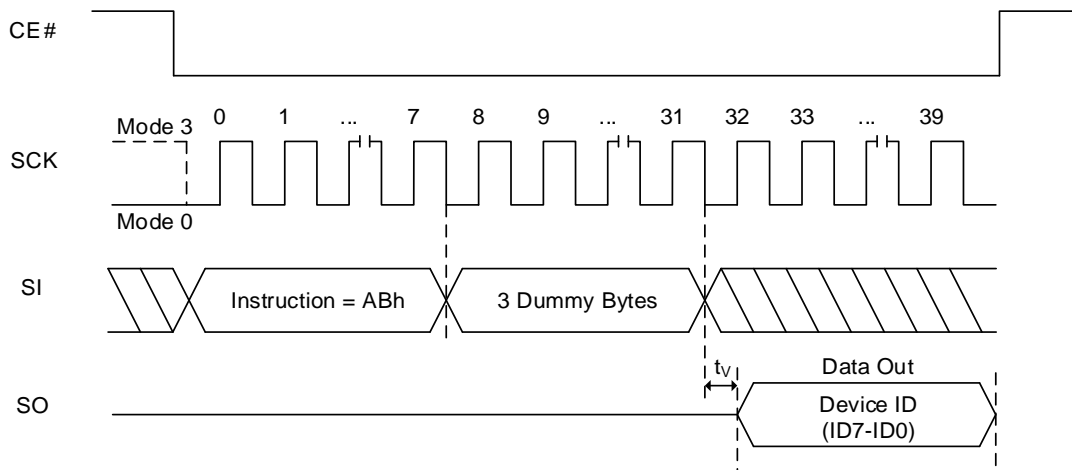 CE#
0 1 ... 7 8 9 ... 31 32 33 ... 39
Mode 3
SCK
Mode 0
SI
Instruction = ABh
3 Dummy Bytes
tV
Data Out
SO
Device ID
(ID7-ID0)